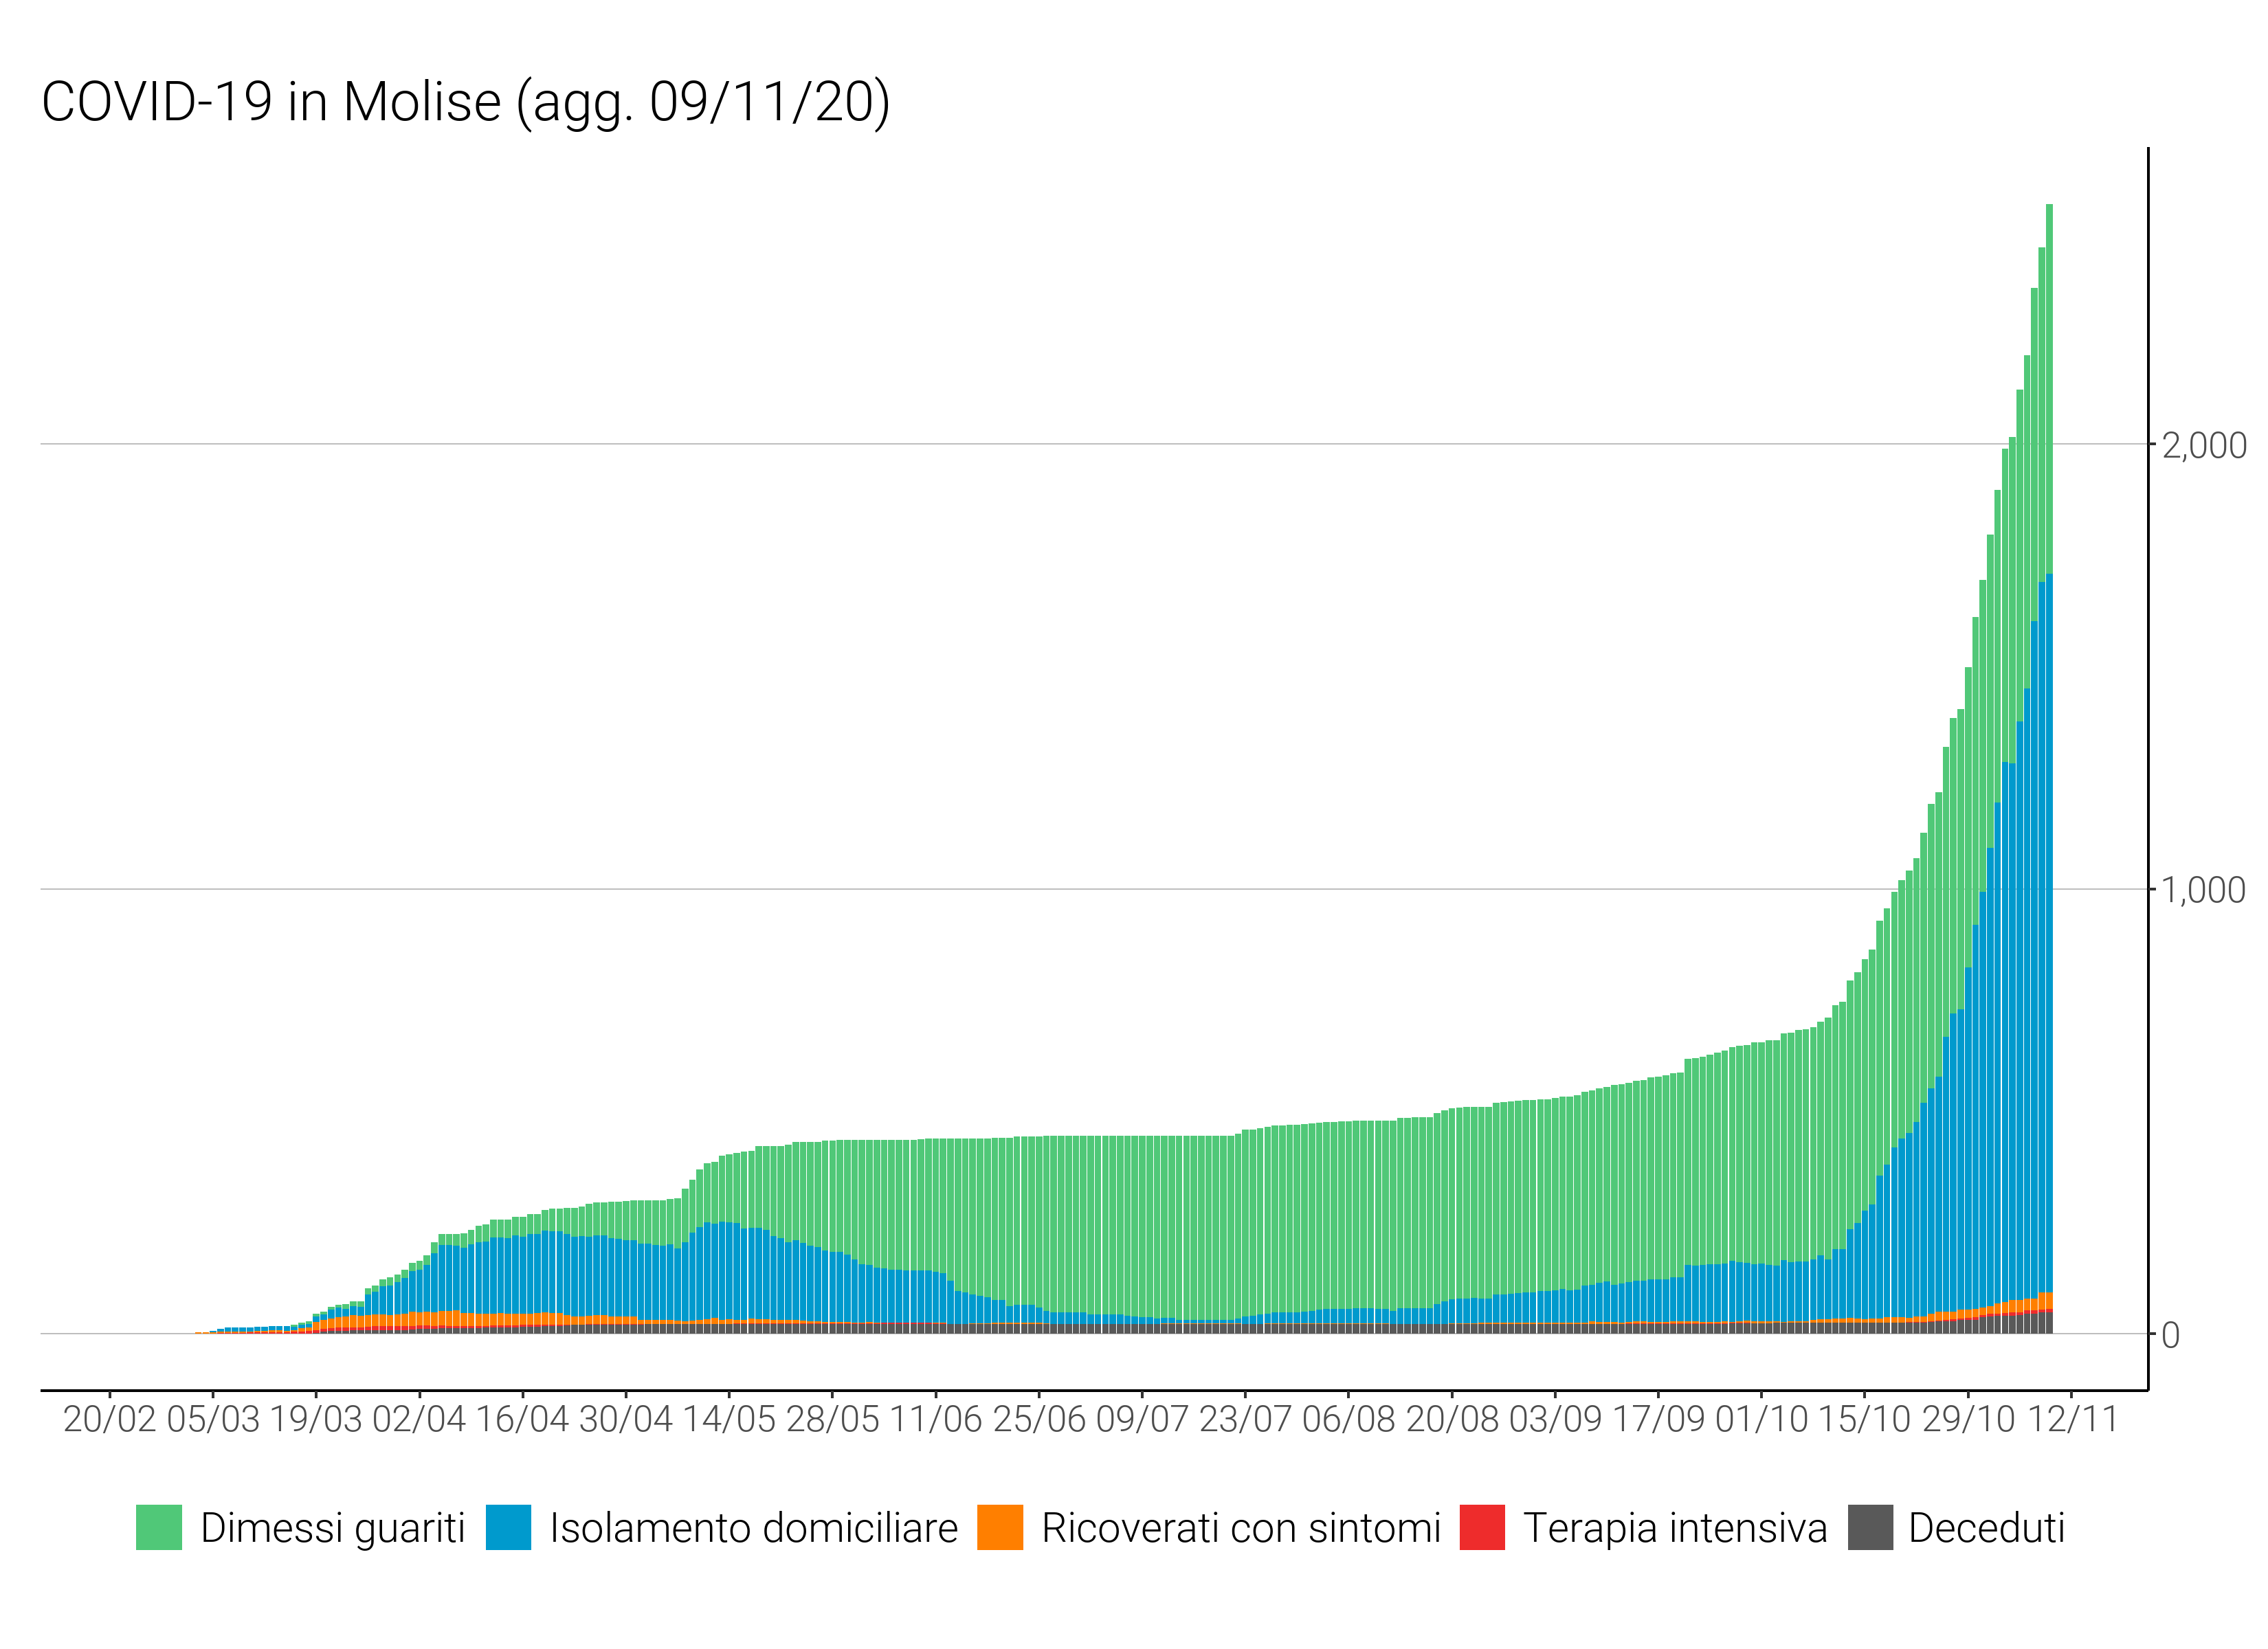 COVID-19 in Molise (agg. 09/11/20)
2,000
1,000
0
20/02 05/03 19/03 02/04 16/04 30/04 14/05 28/05 11/06 25/06 09/07 23/07 06/08 20/08 03/09 17/09 01/10 15/10 29/10 12/11
Dimessi guariti Isolamento domiciliare Ricoverati con sintomi Terapia intensiva Deceduti